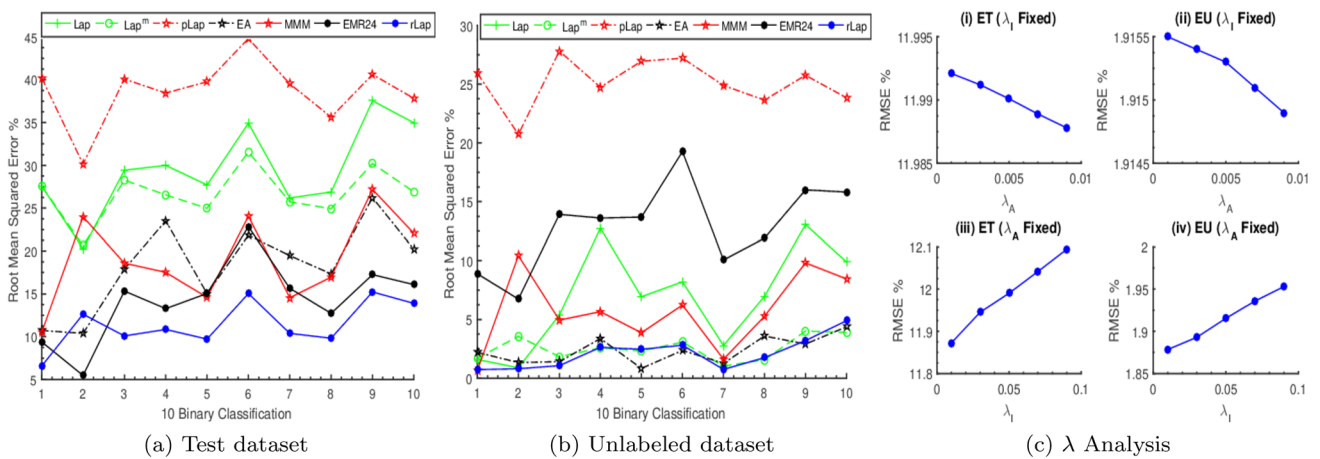 Lap Lap^m pLap EA MMM EMR24 rLap
Root Mean Squared Error %
45
40
35
30
25
20
15
10
5
1 2 3 4 5 6 7 8 9 10
10 Binary Classification
(a) Test dataset
Lap Lap^m pLap EA MMM EMR24 rLap
Root Mean Squared Error %
30
25
20
15
10
5
0
1 2 3 4 5 6 7 8 9 10
10 Binary Classification
(b) Unlabeled dataset
(i) ET (λ_I Fixed)
RMSE %
11.995
11.99
11.985
0 0.005 0.01
λ_A
(ii) EU (λ_I Fixed)
RMSE %
1.9155
1.915
1.9145
0 0.005 0.01
λ_A
(iii) ET (λ_A Fixed)
RMSE %
12.1
12
11.9
11.8
0 0.05 0.1
λ_I
(iv) EU (λ_A Fixed)
RMSE %
2
1.95
1.9
1.85
0 0.05 0.1
λ_I
(c) λ Analysis